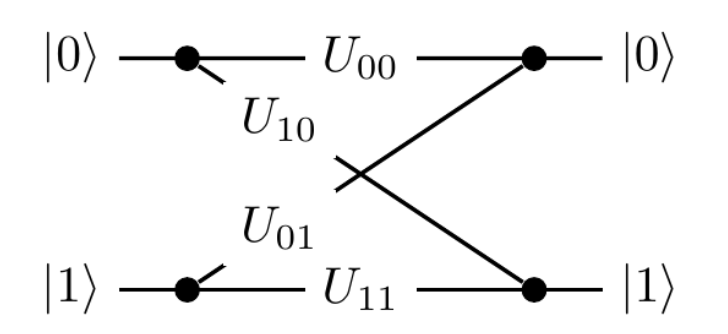 |0⟩ U₀₀ |0⟩
U₁₀
U₀₁
|1⟩ U₁₁ |1⟩